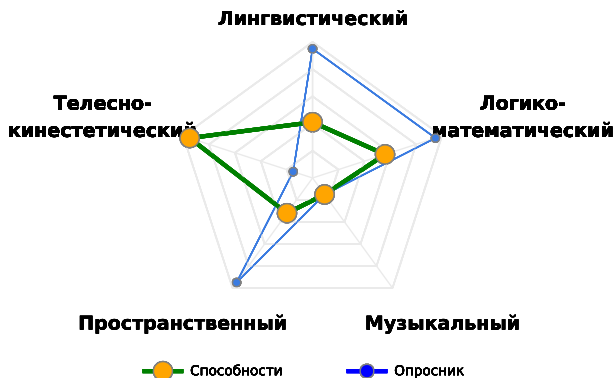 Лингвистический
Телесно-
кинестетический
Логико-
математический
Пространственный
Музыкальный
Способности
Опросник